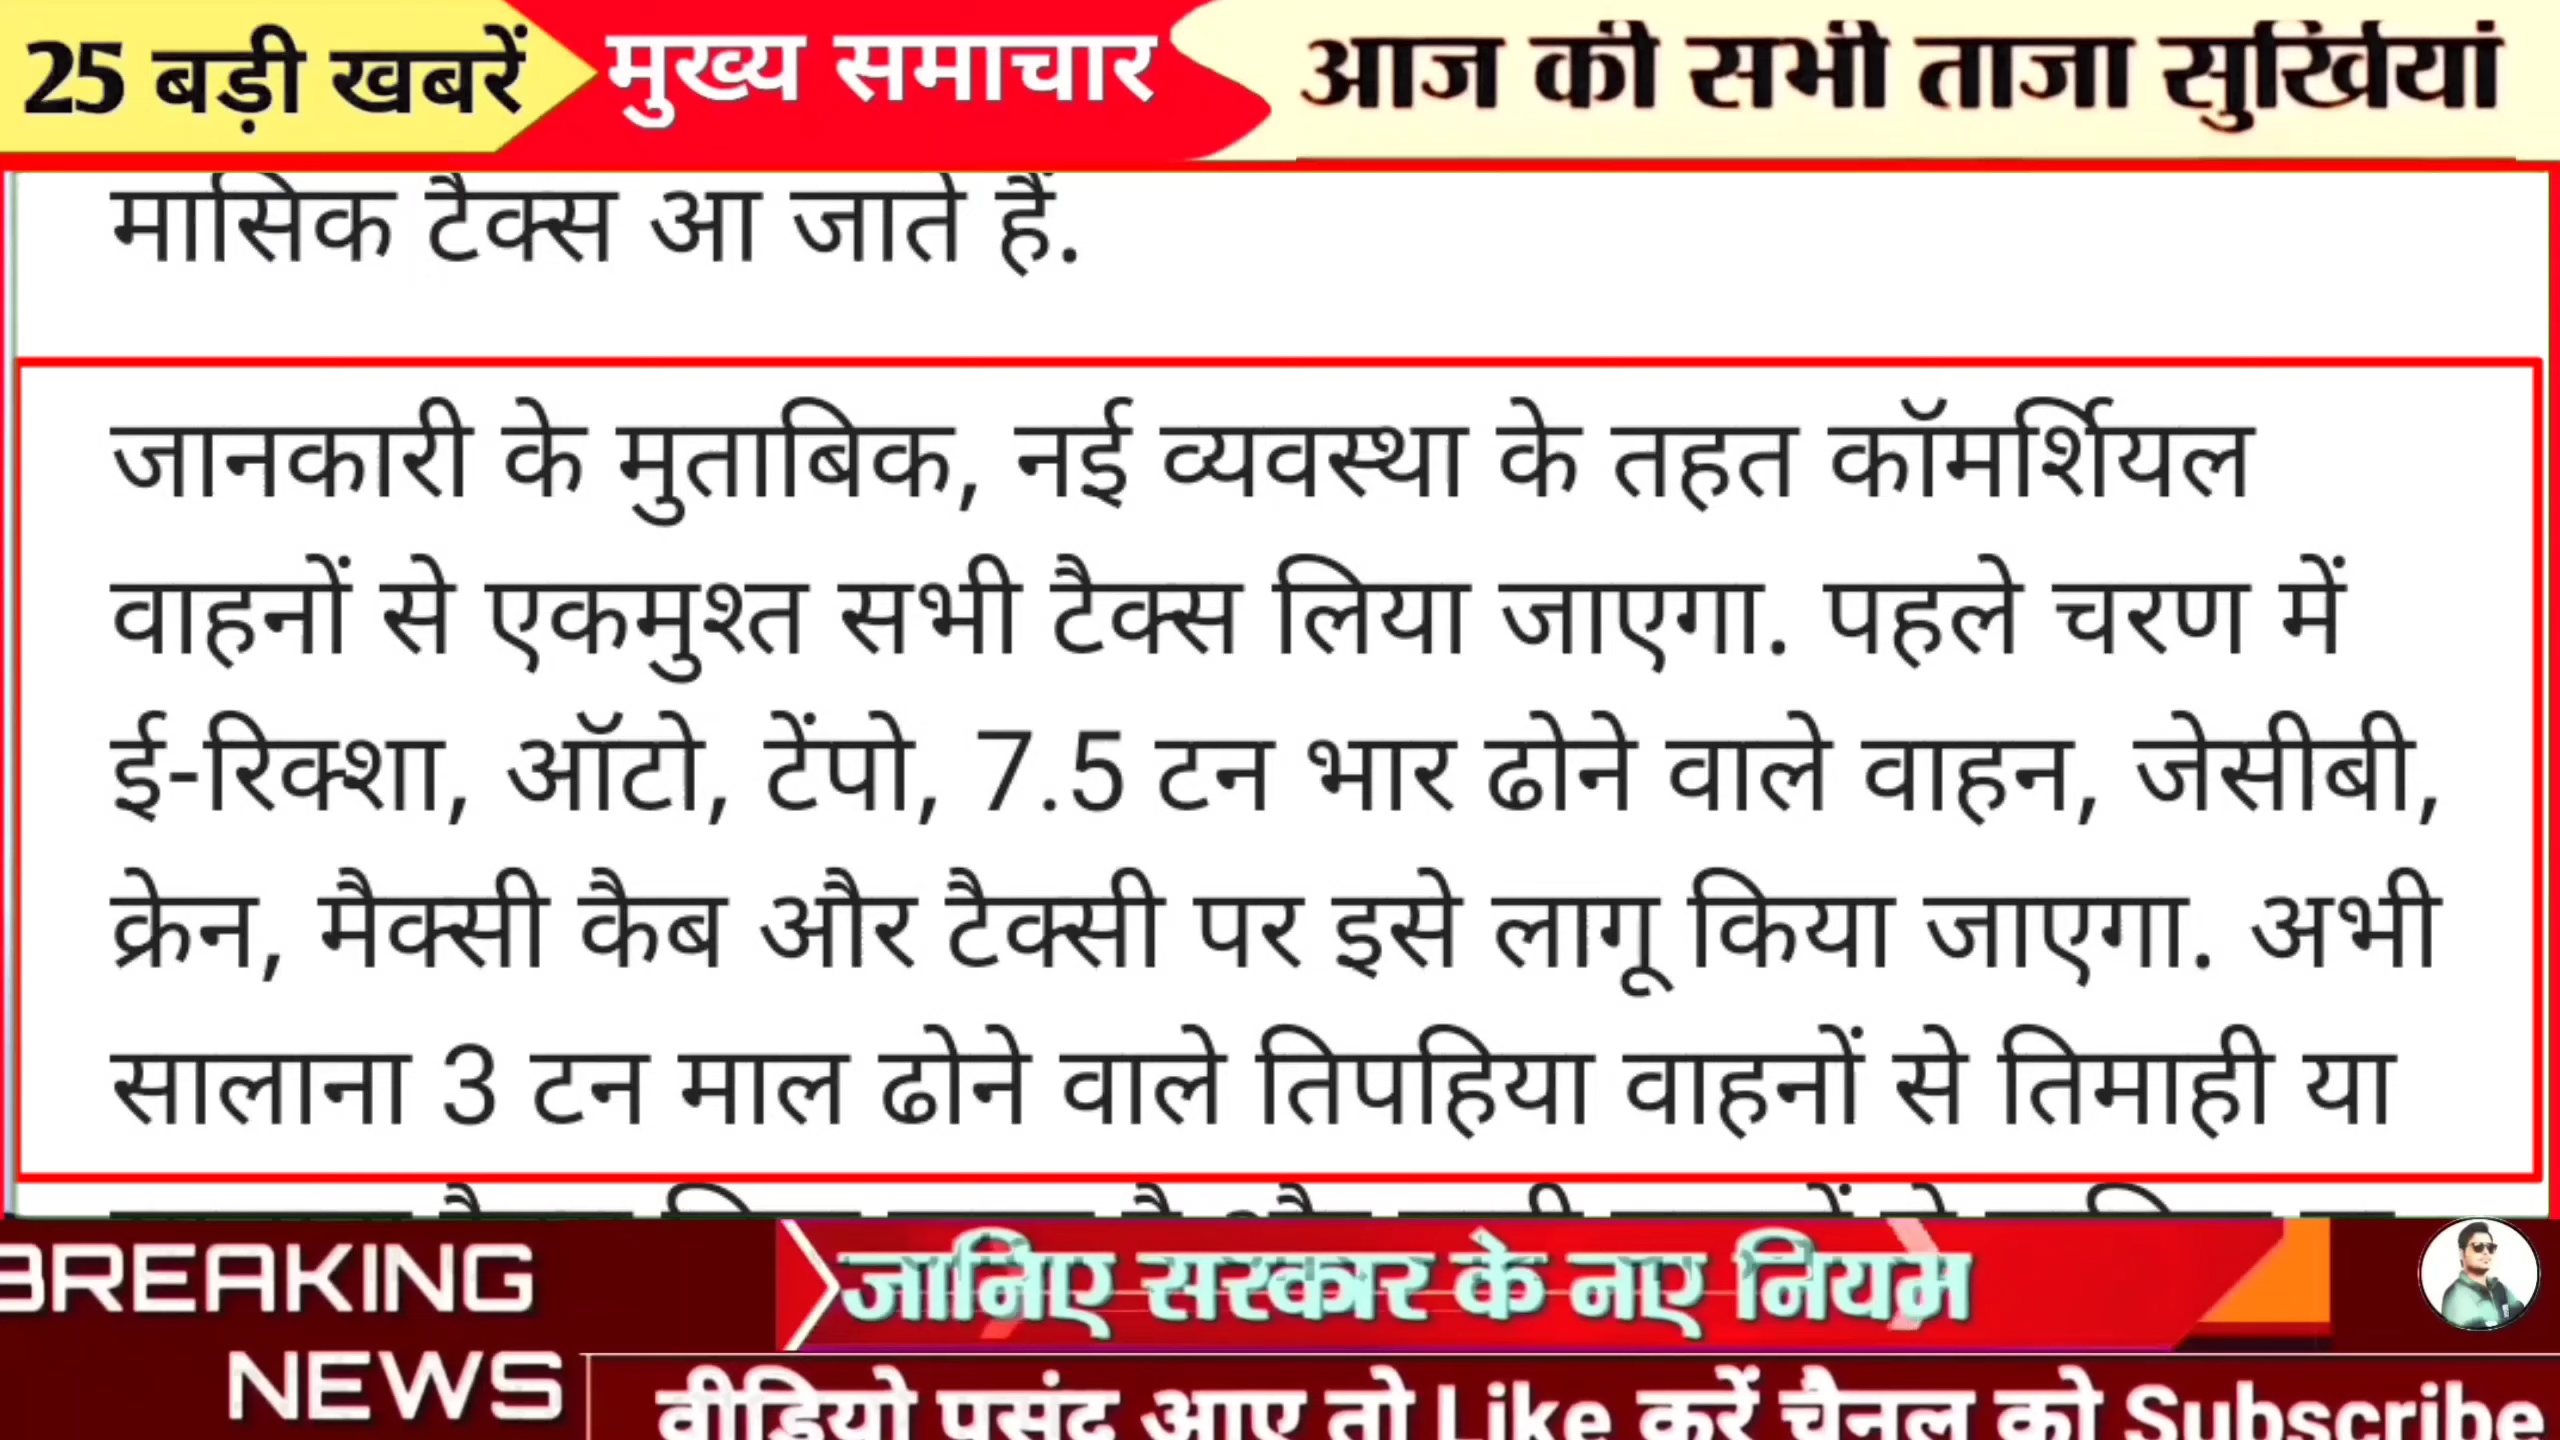 25 बड़ी खबरें मुख्य समाचार आज की सभी ताजा सुर्खियां
मासिक टैक्स आ जाते हैं.
जानकारी के मुताबिक, नई व्यवस्था के तहत कॉमर्शियल
वाहनों से एकमुश्त सभी टैक्स लिया जाएगा. पहले चरण में
ई-रिक्शा, ऑटो, टेंपो, 7.5 टन भार ढोने वाले वाहन, जेसीबी,
क्रेन, मैक्सी कैब और टैक्सी पर इसे लागू किया जाएगा. अभी
सालाना 3 टन माल ढोने वाले तिपहिया वाहनों से तिमाही या
BREAKING
NEWS
जानिए सरकार के नए नियम
वीडियो पसंद आए तो Like करें चैनल को Subscribe